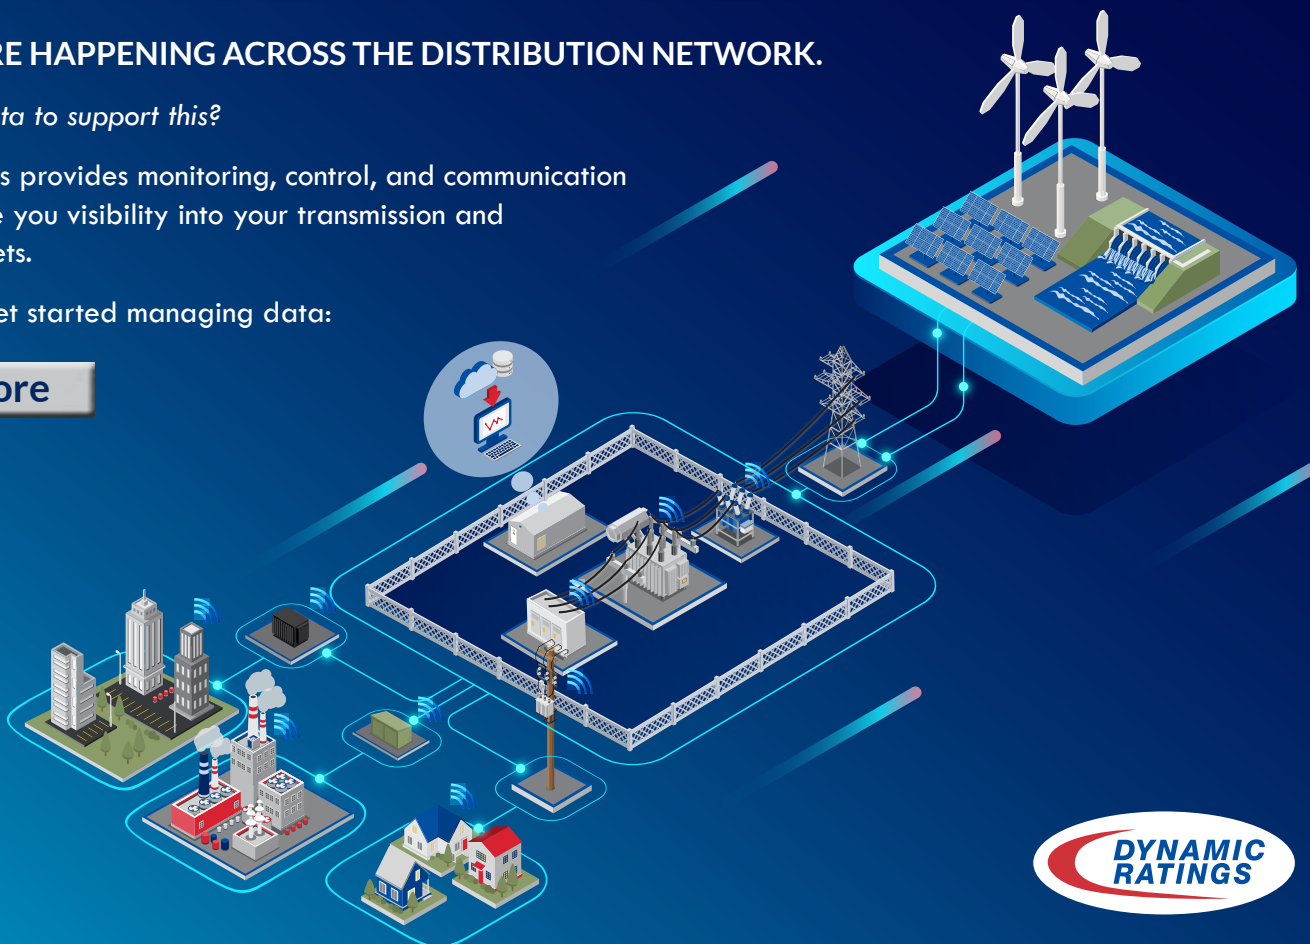 RE HAPPENING ACROSS THE DISTRIBUTION NETWORK.
ta to support this?
s provides monitoring, control, and communication
e you visibility into your transmission and
ets.
et started managing data:
ore
DYNAMIC
RATINGS